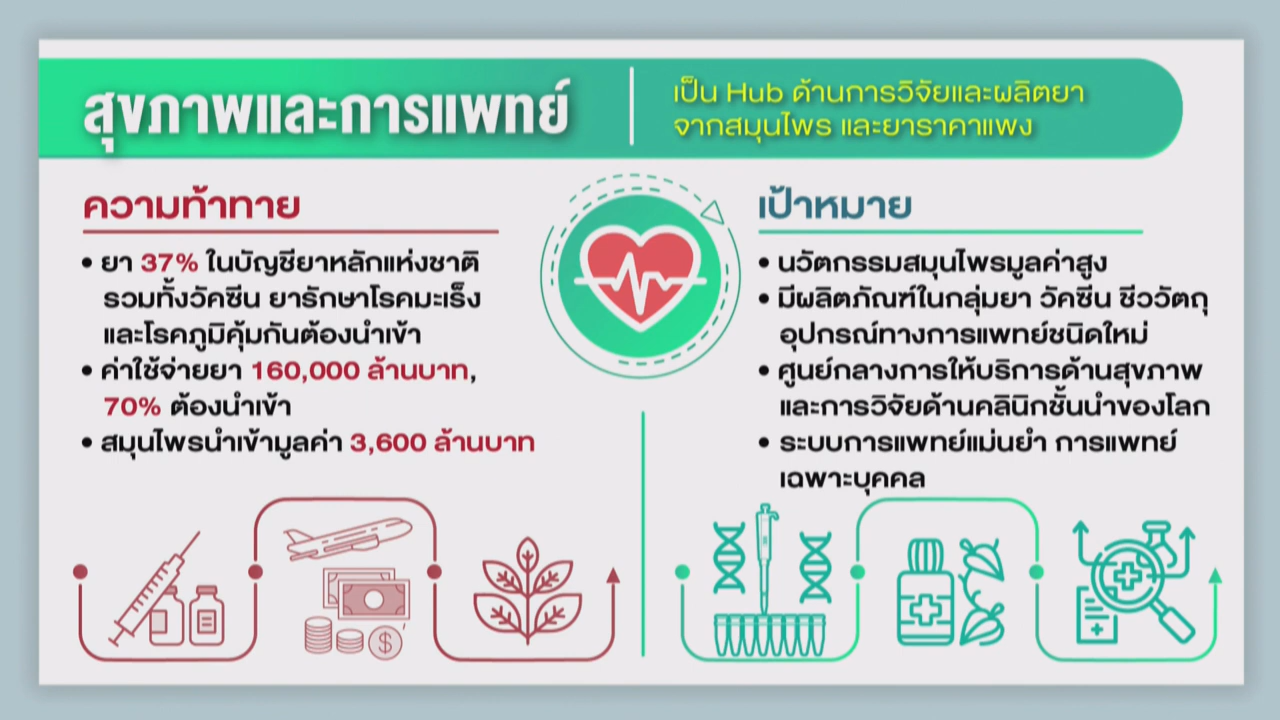 สุขภาพและการแพทย์
เป็น Hub ด้านการวิจัยและผลิตยา
จากสมุนไพร และยาราคาแพง
ความท้าทาย
• ยา 37% ในบัญชียาหลักแห่งชาติ
รวมทั้งวัคซีน ยารักษาโรคมะเร็ง
และโรคภูมิคุ้มกันต้องนำเข้า
• ค่าใช้จ่ายยา 160,000 ล้านบาท,
70% ต้องนำเข้า
• สมุนไพรนำเข้ามูลค่า 3,600 ล้านบาท
$
เป้าหมาย
• นวัตกรรมสมุนไพรมูลค่าสูง
• มีผลิตภัณฑ์ในกลุ่มยา วัคซีน ชีววัตถุ
อุปกรณ์ทางการแพทย์ชนิดใหม่
• ศูนย์กลางการให้บริการด้านสุขภาพ
และการวิจัยด้านคลินิกชั้นนำของโลก
• ระบบการแพทย์แม่นยำ การแพทย์
เฉพาะบุคคล